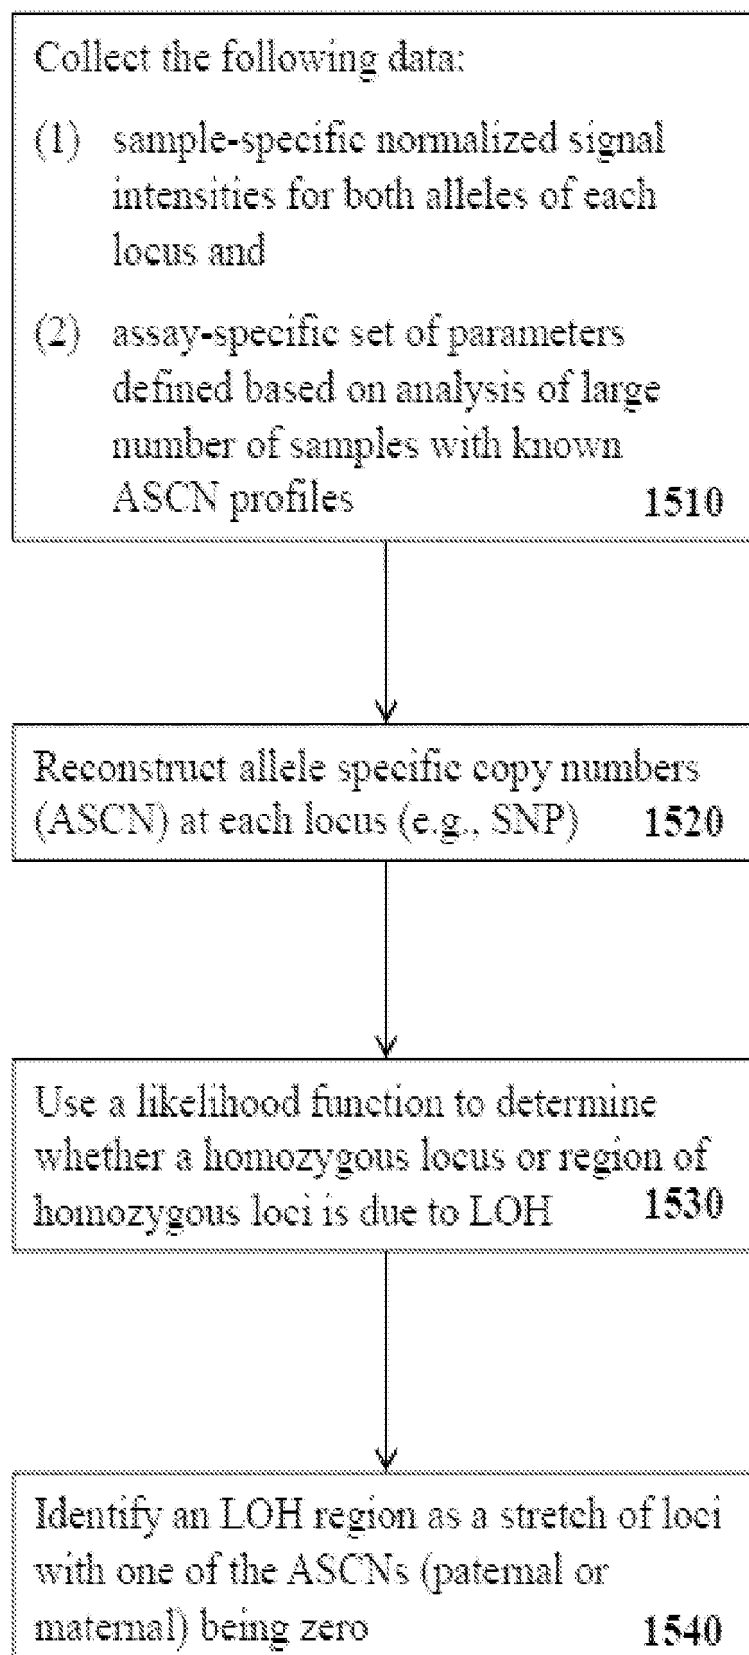 Collect the following data:
(1) sample-specific normalized signal
intensities for both alleles of each
locus and
(2) assay-specific set of parameters
defined based on analysis of large
number of samples with known
ASCN profiles 1510
Reconstruct allele specific copy numbers
(ASCN) at each locus (e.g., SNP) 1520
Use a likelihood function to determine
whether a homozygous locus or region of
homozygous loci is due to LOH 1530
Identify an LOH region as a stretch of loci
with one of the ASCNs (paternal or
maternal) being zero 1540